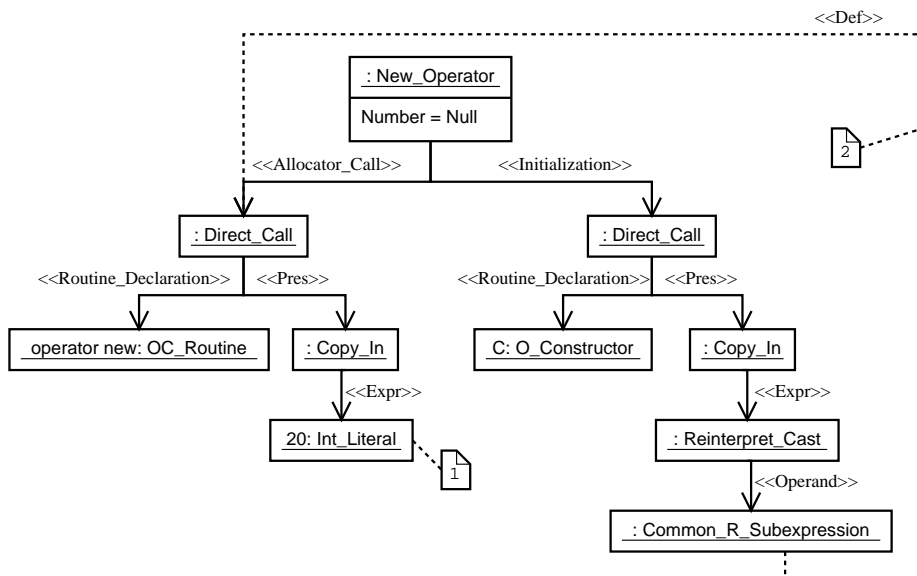 <<Def>>
: New_Operator
Number = Null
2
<<Allocator_Call>>
<<Initialization>>
: Direct_Call
: Direct_Call
<<Routine_Declaration>>
<<Pres>>
<<Routine_Declaration>>
<<Pres>>
operator new: OC_Routine
: Copy_In
C: O_Constructor
: Copy_In
<<Expr>>
<<Expr>>
20: Int_Literal
: Reinterpret_Cast
1
<<Operand>>
: Common_R_Subexpression